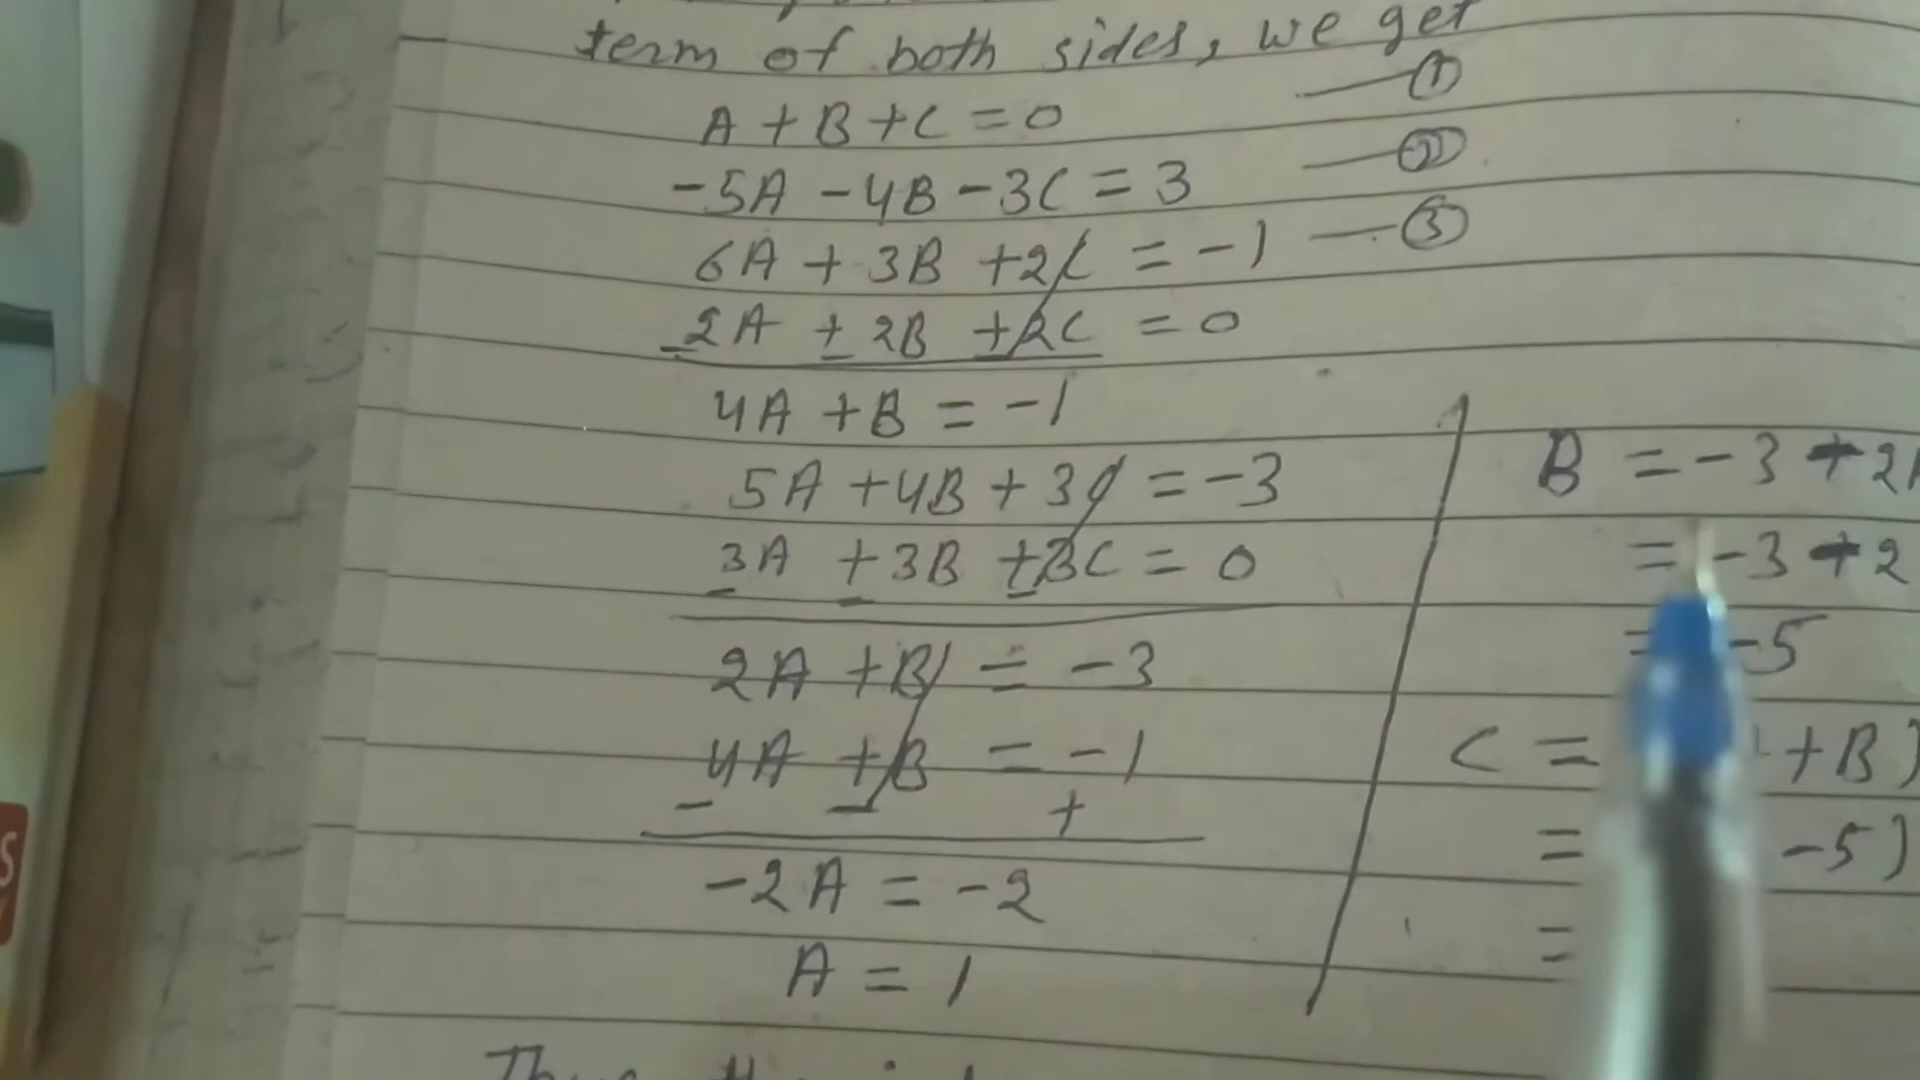 term of both sides, we get
A + B + C = 0 — ①
-5A - 4B - 3C = 3 — ②
6A + 3B + 2C = -1 — ③
2A + 2B + 2C = 0
4A + B = -1
5A + 4B + 3C = -3
3A + 3B + 3C = 0
2A + B = -3
4A + B = -1
- - +
-2A = -2
A = 1
B = -3 + 2A
= -3 + 2
= -5
C = + B)
= -5)
=